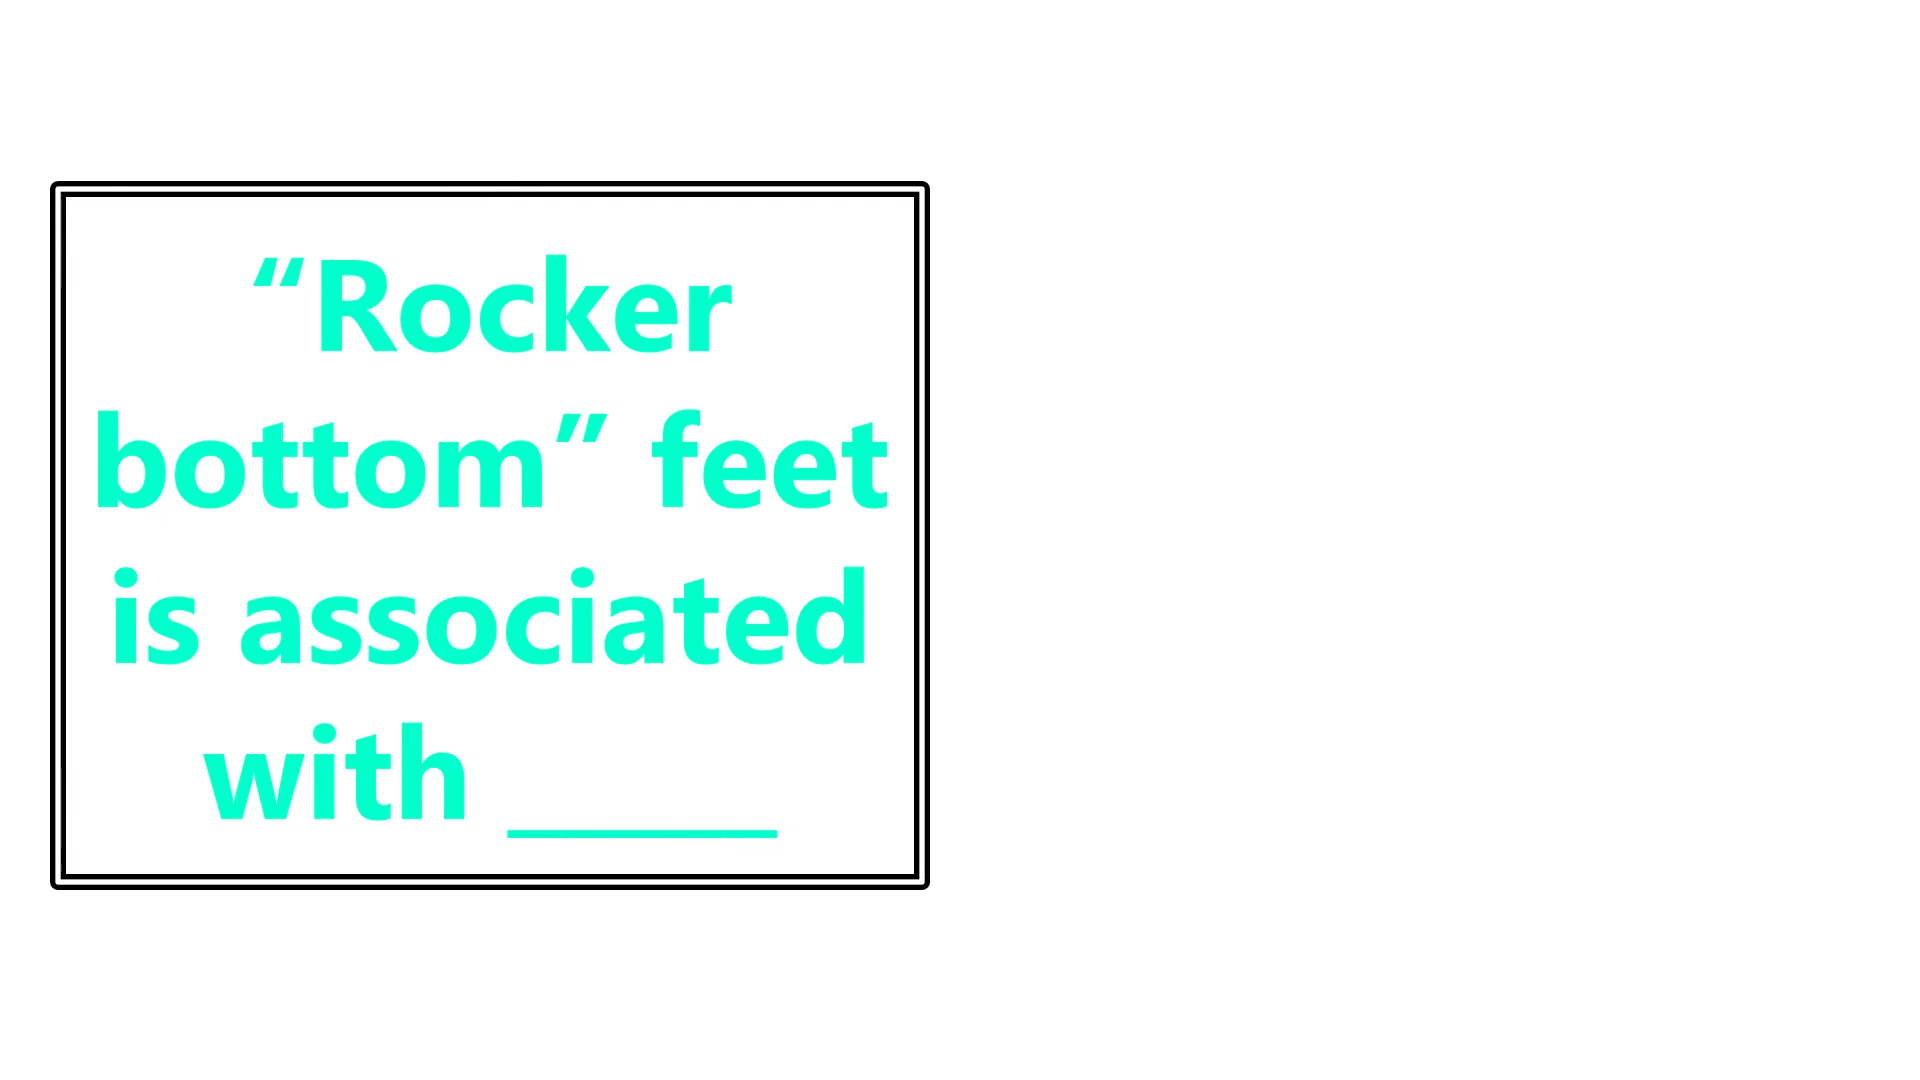 “Rocker
bottom” feet
is associated
with _____